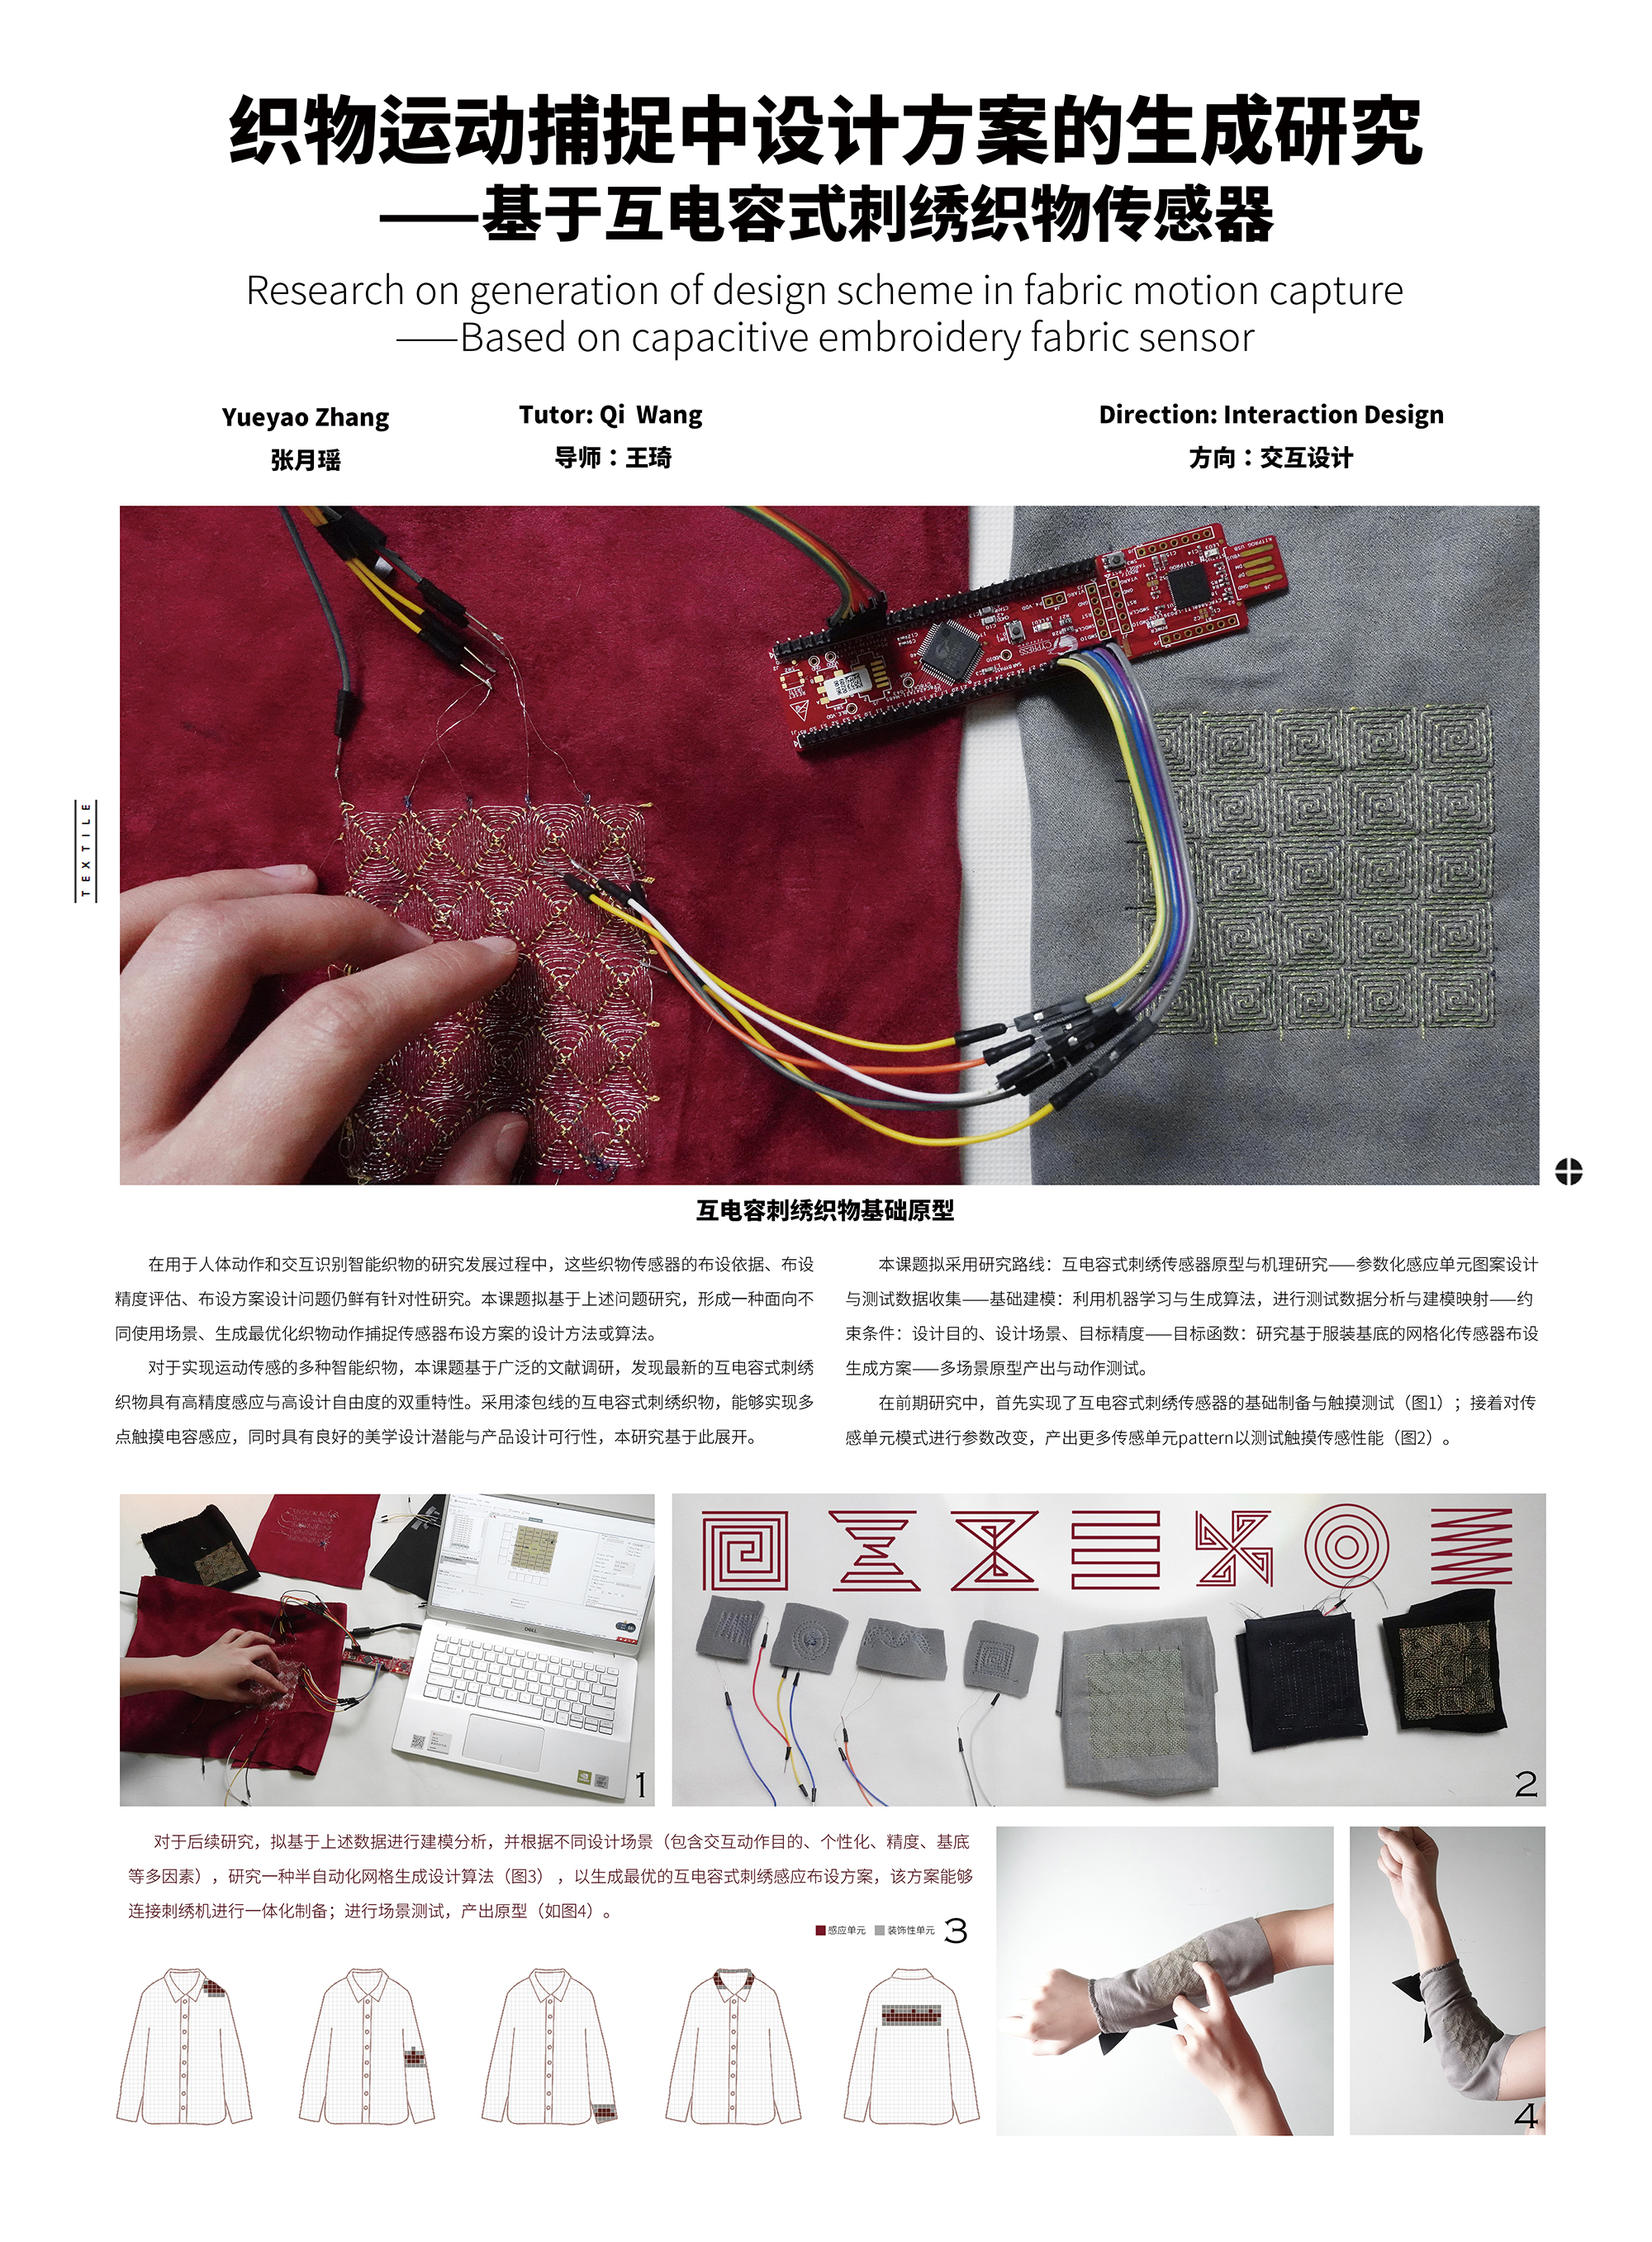 织物运动捕捉中设计方案的生成研究
——基于互电容式刺绣织物传感器
Research on generation of design scheme in fabric motion capture
——Based on capacitive embroidery fabric sensor
Yueyao Zhang
张月瑶
Tutor: Qi Wang
导师：王琦
Direction: Interaction Design
方向：交互设计
TEXTILE
互电容刺绣织物基础原型
在用于人体动作和交互识别智能织物的研究发展过程中，这些织物传感器的布设依据、布设
精度评估、布设方案设计问题仍鲜有针对性研究。本课题拟基于上述问题研究，形成一种面向不
同使用场景、生成最优化织物动作捕捉传感器布设方案的设计方法或算法。
对于实现运动传感的多种智能织物，本课题基于广泛的文献调研，发现最新的互电容式刺绣
织物具有高精度感应与高设计自由度的双重特性。采用漆包线的互电容式刺绣织物，能够实现多
点触摸电容感应，同时具有良好的美学设计潜能与产品设计可行性，本研究基于此展开。
本课题拟采用研究路线：互电容式刺绣传感器原型与机理研究——参数化感应单元图案设计
与测试数据收集——基础建模：利用机器学习与生成算法，进行测试数据分析与建模映射——约
束条件：设计目的、设计场景、目标精度——目标函数：研究基于服装基底的网格化传感器布设
生成方案——多场景原型产出与动作测试。
在前期研究中，首先实现了互电容式刺绣传感器的基础制备与触摸测试（图1）；接着对传
感单元模式进行参数改变，产出更多传感单元pattern以测试触摸传感性能（图2）。
DELL
1
2
对于后续研究，拟基于上述数据进行建模分析，并根据不同设计场景（包含交互动作目的、个性化、精度、基底
等多因素），研究一种半自动化网格生成设计算法（图3），以生成最优的互电容式刺绣感应布设方案，该方案能够
连接刺绣机进行一体化制备；进行场景测试，产出原型（如图4）。
感应单元 装饰性单元 3
4